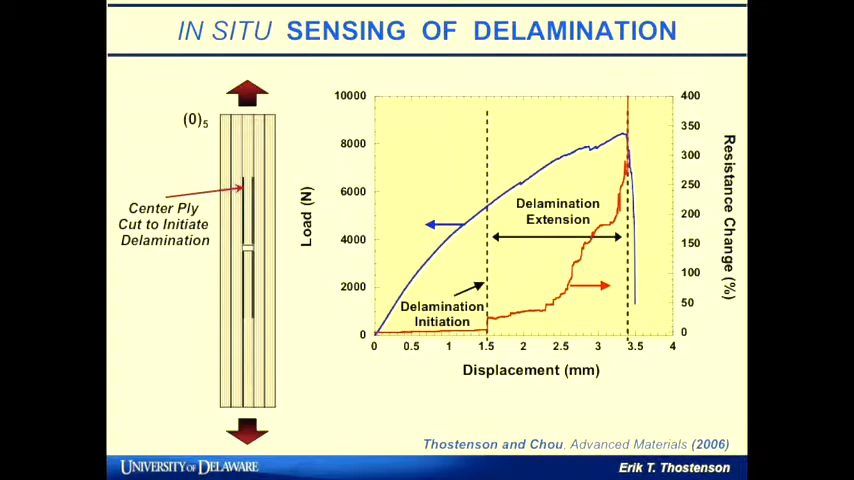 IN SITU SENSING OF DELAMINATION
(0)5
Center Ply
Cut to Initiate
Delamination
Load (N)
10000
8000
6000
4000
2000
0
0
0.5
1
1.5
2
2.5
3
3.5
4
Displacement (mm)
400
350
300
250
200
150
100
50
0
Resistance Change (%)
Delamination
Extension
Delamination
Initiation
Thostenson and Chou, Advanced Materials (2006)
UNIVERSITY OF DELAWARE
Erik T. Thostenson